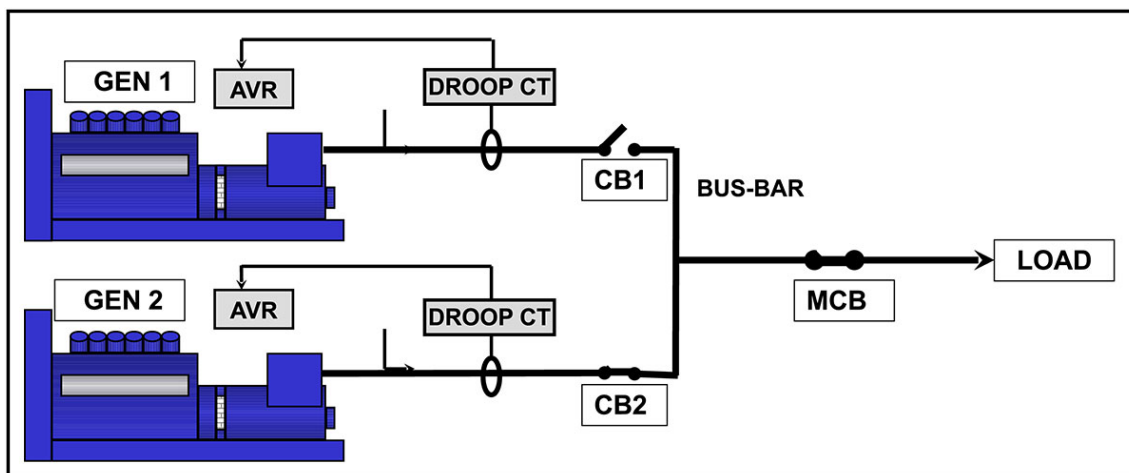 GEN 1
AVR
DROOP CT
CB1
BUS-BAR
LOAD
MCB
GEN 2
AVR
DROOP CT
CB2